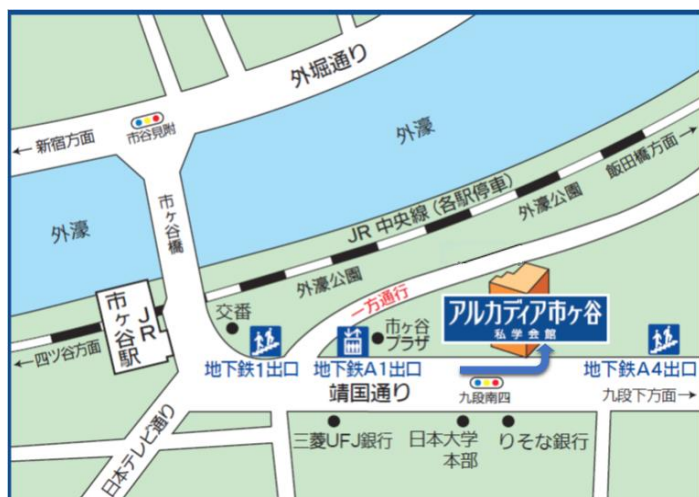 外堀通り
←新宿方面
市谷見附
外濠
飯田橋方面→
市ヶ谷橋
外濠
JR 中央線(各駅停車)
外濠公園
外濠公園
JR
市ヶ谷駅
交番
一方通行
市ヶ谷
プラザ
アルカディア市ヶ谷
私学会館
←四ツ谷方面
地下鉄1出口
地下鉄A1出口
地下鉄A4出口
靖国通り
九段南四
九段下方面→
日本テレビ通り
三菱UFJ銀行
日本大学
本部
りそな銀行